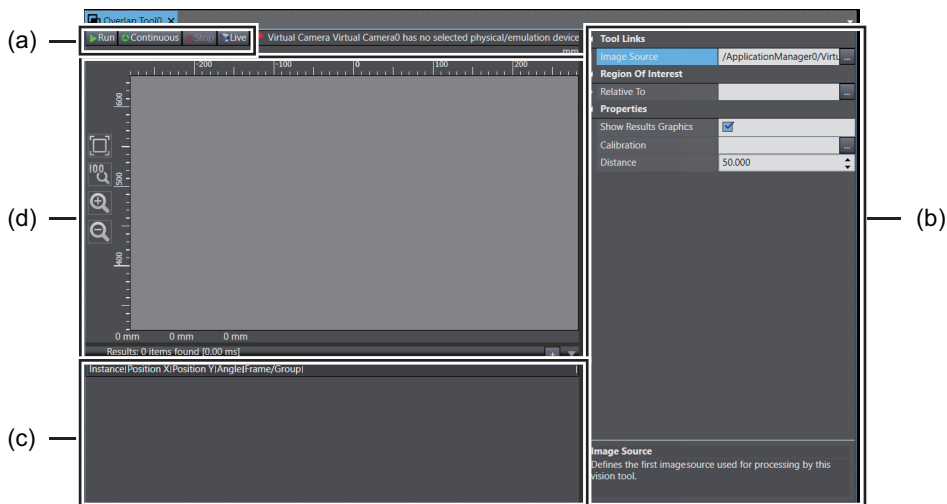 Overlap Tool0 X
(a)
Run Continuous Stop Live Virtual Camera Virtual Camera0 has no selected physical/emulation device
mm
-200 -100 0 100 200
600
500
400
100
0 mm 0 mm 0 mm
Results: 0 items found [0.00 ms]
+
(d)
Instance|Position X|Position Y|Angle|Frame/Group|
(c)
Tool Links
Image Source /ApplicationManager0/Virtu ...
Region Of Interest
Relative To ...
Properties
Show Results Graphics
Calibration ...
Distance 50.000
(b)
Image Source
Defines the first imagesource used for processing by this
vision tool.